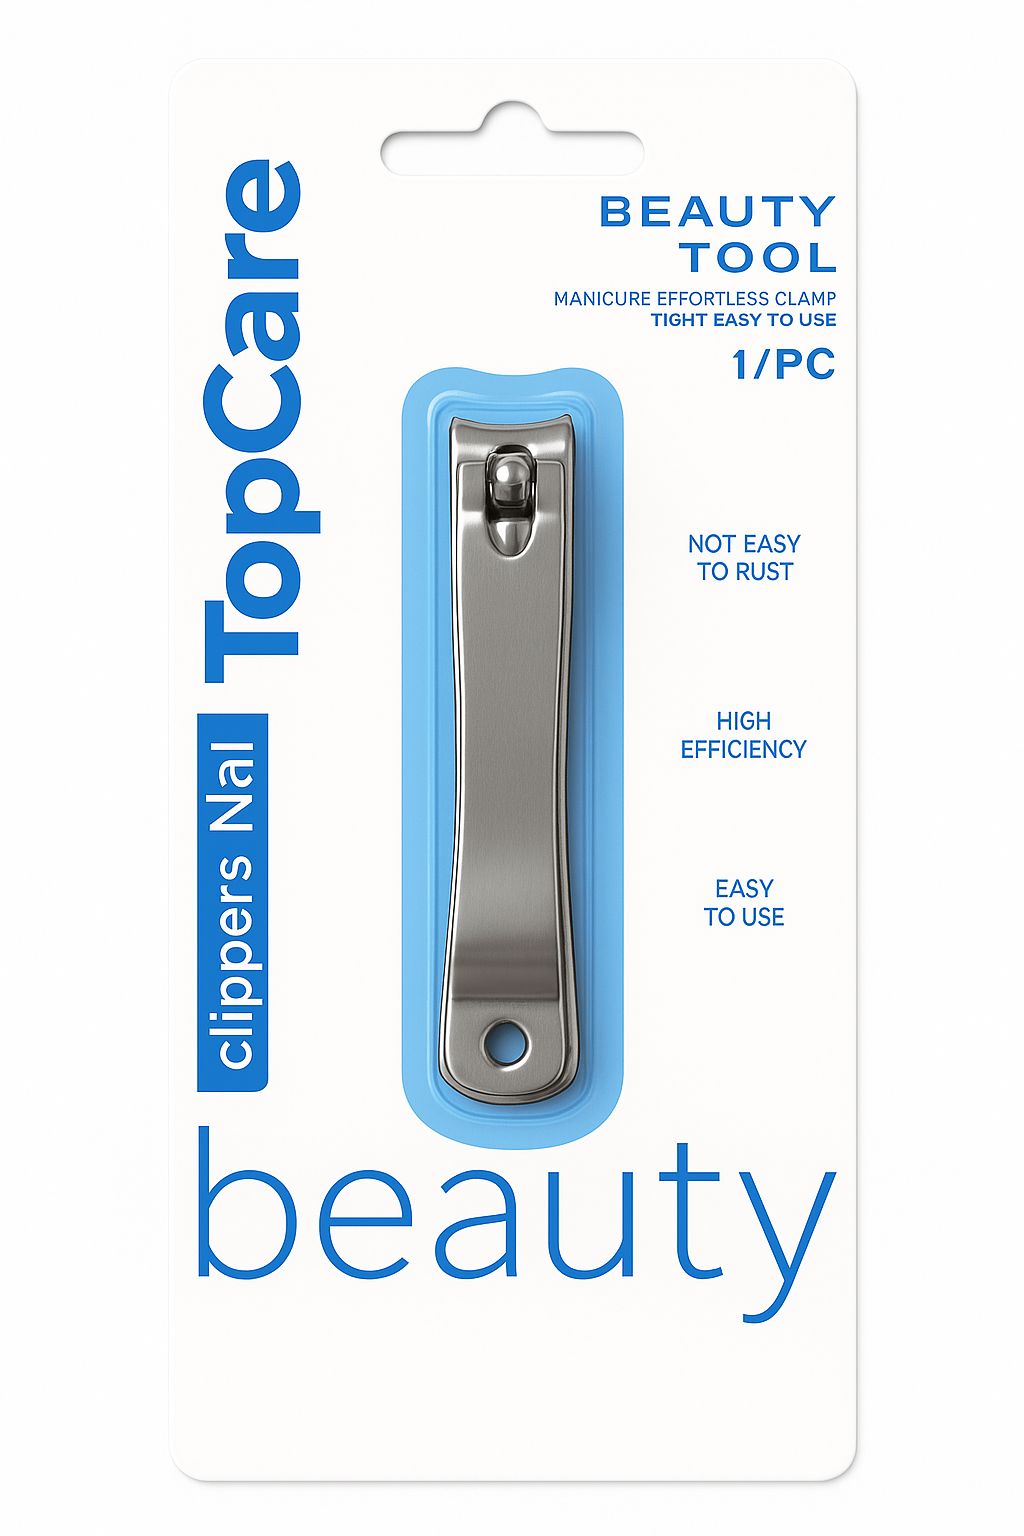 TopCare
clippers Nal
BEAUTY
TOOL
MANICURE EFFORTLESS CLAMP
TIGHT EASY TO USE
1/PC
NOT EASY
TO RUST
HIGH
EFFICIENCY
EASY
TO USE
beauty